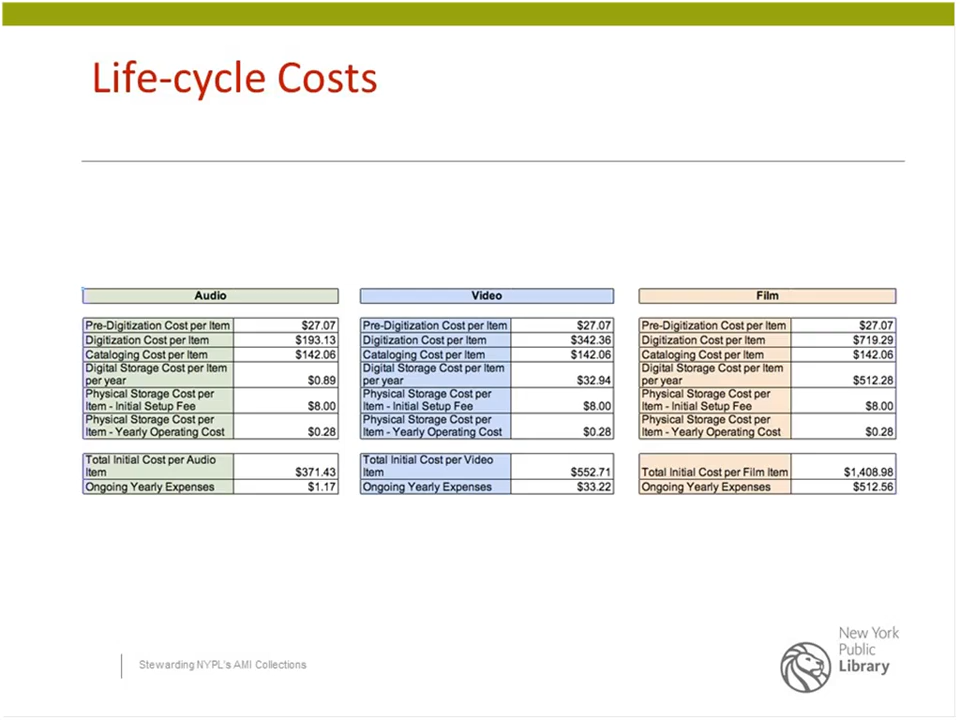 Life-cycle Costs
Audio
Pre-Digitization Cost per Item $27.07
Digitization Cost per Item $193.13
Cataloging Cost per Item $142.06
Digital Storage Cost per Item
per year $0.89
Physical Storage Cost per
Item - Initial Setup Fee $8.00
Physical Storage Cost per
Item - Yearly Operating Cost $0.28
Total Initial Cost per Audio
Item $371.43
Ongoing Yearly Expenses $1.17
Video
Pre-Digitization Cost per Item $27.07
Digitization Cost per Item $342.36
Cataloging Cost per Item $142.06
Digital Storage Cost per Item
per year $32.94
Physical Storage Cost per
Item - Initial Setup Fee $8.00
Physical Storage Cost per
Item - Yearly Operating Cost $0.28
Total Initial Cost per Video
Item $552.71
Ongoing Yearly Expenses $33.22
Film
Pre-Digitization Cost per Item $27.07
Digitization Cost per Item $719.29
Cataloging Cost per Item $142.06
Digital Storage Cost per Item
per year $512.28
Physical Storage Cost per
Item - Initial Setup Fee $8.00
Physical Storage Cost per
Item - Yearly Operating Cost $0.28
Total Initial Cost per Film Item $1,408.98
Ongoing Yearly Expenses $512.56
Stewarding NYPL's AMI Collections
New York
Public
Library